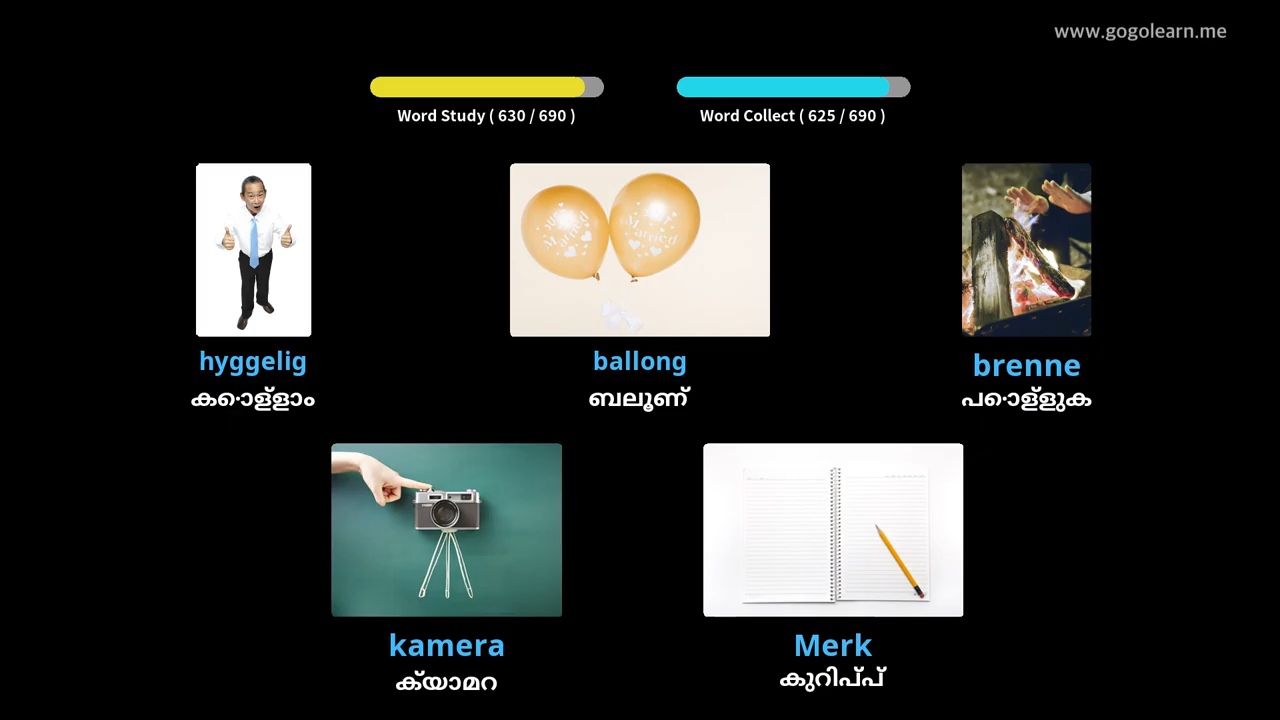 www.gogolearn.me
Word Study ( 630 / 690 )
Word Collect ( 625 / 690 )
hyggelig
കൊള്ളാം
ballong
ബലൂണ്
brenne
പൊള്ളുക
kamera
ക്യാമറ
Merk
കുറിപ്പ്